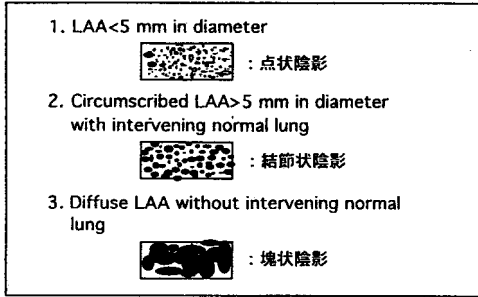 1. LAA<5 mm in diameter
: 点状陰影
2. Circumscribed LAA>5 mm in diameter
with intervening normal lung
: 結節状陰影
3. Diffuse LAA without intervening normal
lung
: 塊状陰影